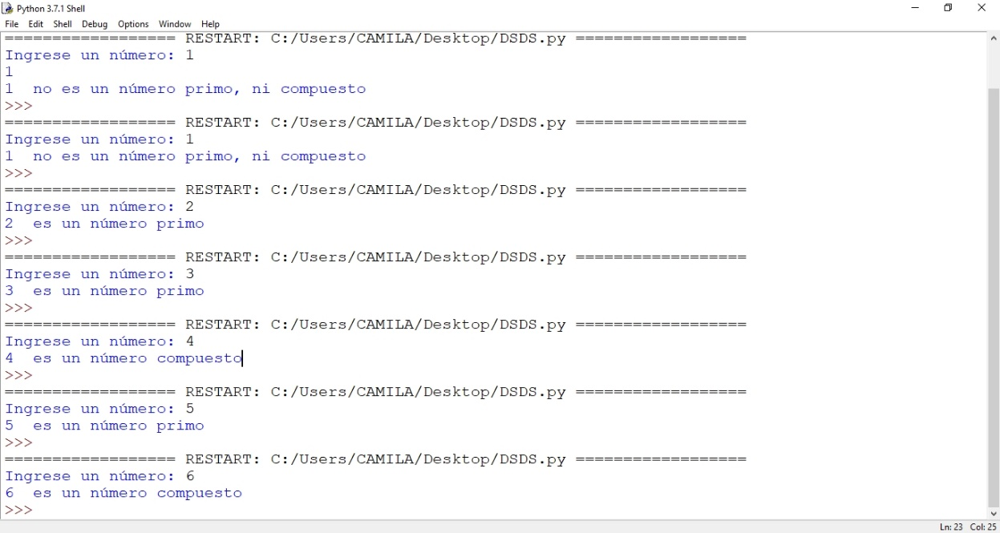 Python 3.7.1 Shell
File Edit Shell Debug Options Window Help
================== RESTART: C:/Users/CAMILA/Desktop/DSDS.py ==================
Ingrese un número: 1
1
1  no es un número primo, ni compuesto
>>>
================== RESTART: C:/Users/CAMILA/Desktop/DSDS.py ==================
Ingrese un número: 1
1  no es un número primo, ni compuesto
>>>
================== RESTART: C:/Users/CAMILA/Desktop/DSDS.py ==================
Ingrese un número: 2
2  es un número primo
>>>
================== RESTART: C:/Users/CAMILA/Desktop/DSDS.py ==================
Ingrese un número: 3
3  es un número primo
>>>
================== RESTART: C:/Users/CAMILA/Desktop/DSDS.py ==================
Ingrese un número: 4
4  es un número compuesto
>>>
================== RESTART: C:/Users/CAMILA/Desktop/DSDS.py ==================
Ingrese un número: 5
5  es un número primo
>>>
================== RESTART: C:/Users/CAMILA/Desktop/DSDS.py ==================
Ingrese un número: 6
6  es un número compuesto
>>>
Ln: 23 Col: 25